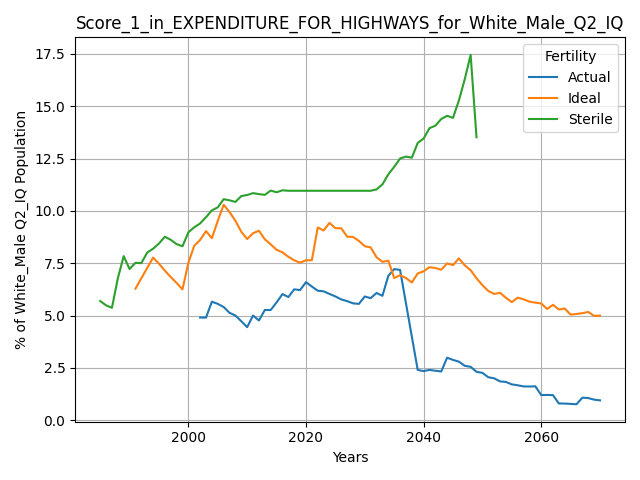 Score_1_in_EXPENDITURE_FOR_HIGHWAYS_for_White_Male_Q2_IQ
% of White_Male Q2_IQ Population
17.5
15.0
12.5
10.0
7.5
5.0
2.5
0.0
Fertility
Actual
Ideal
Sterile
2000
2020
2040
2060
Years